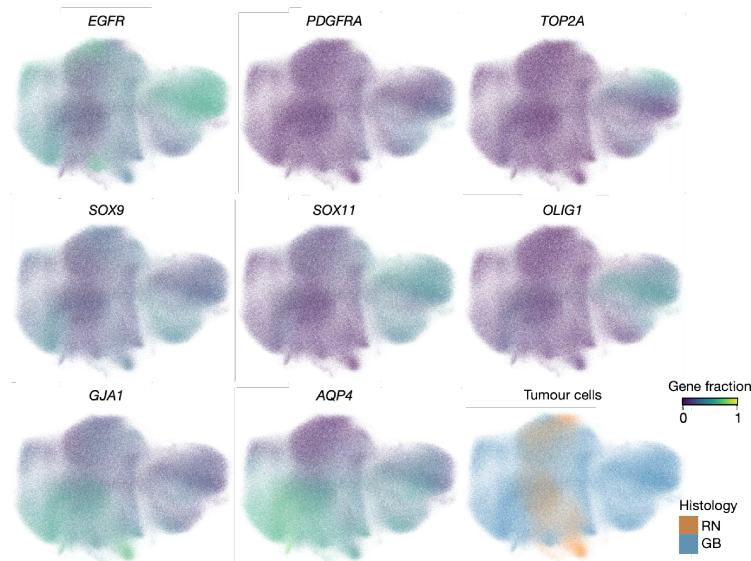 EGFR
PDGFRA
TOP2A
SOX9
SOX11
OLIG1
GJA1
AQP4
Tumour cells
Gene fraction
0 1
Histology
RN
GB